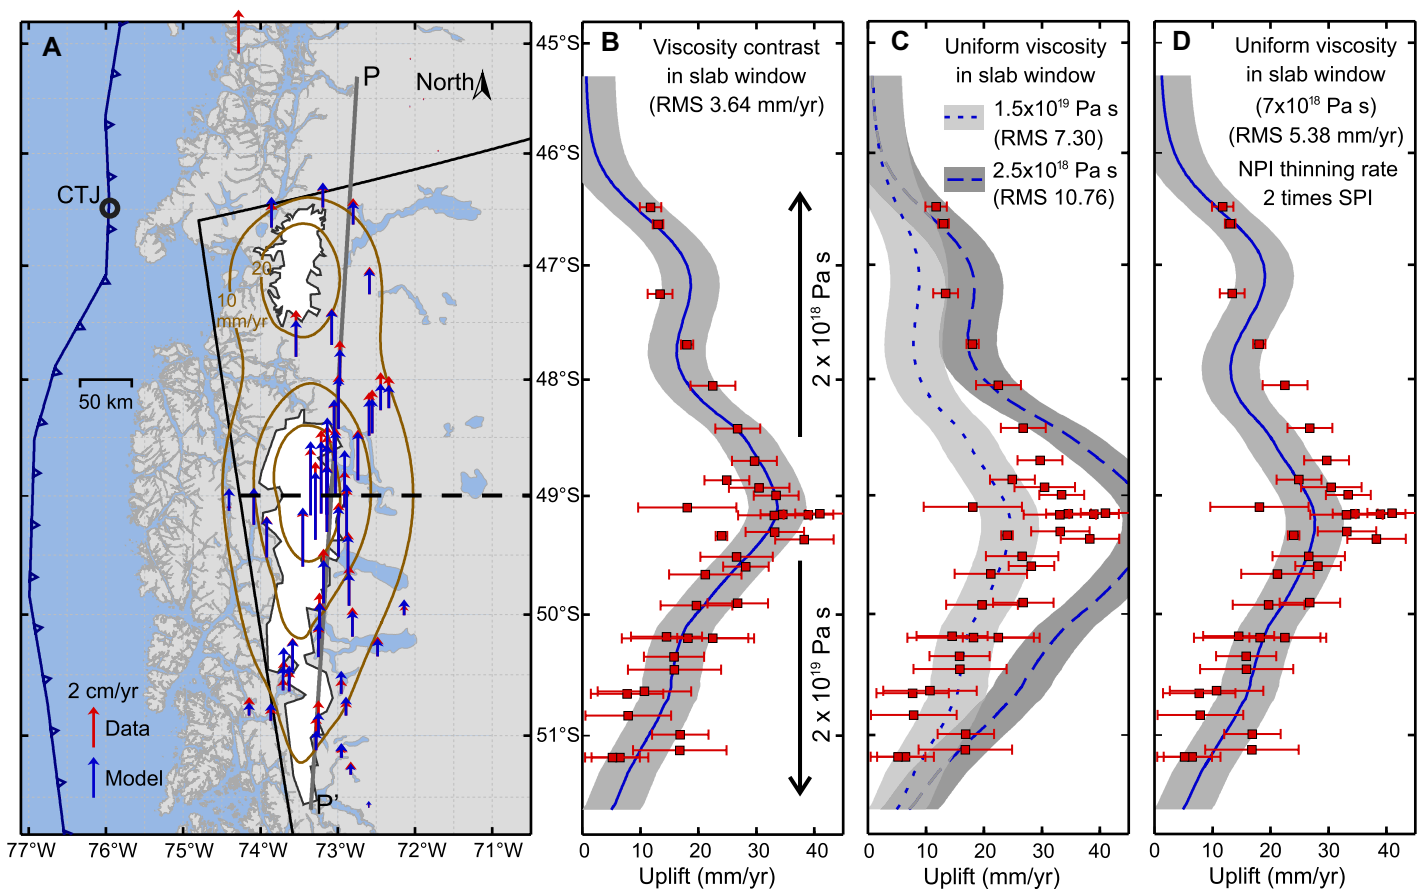 A
P
North
CTJ
20
10
mm/yr
50 km
2 cm/yr
Data
Model
P'
77°W
76°W
75°W
74°W
73°W
72°W
71°W
45°S
46°S
47°S
48°S
49°S
50°S
51°S
B
Viscosity contrast
in slab window
(RMS 3.64 mm/yr)
2 x 10¹⁸ Pa s
2 x 10¹⁹ Pa s
0
10
20
30
40
Uplift (mm/yr)
C
Uniform viscosity
in slab window
1.5x10¹⁹ Pa s
(RMS 7.30)
2.5x10¹⁸ Pa s
(RMS 10.76)
0
10
20
30
40
Uplift (mm/yr)
D
Uniform viscosity
in slab window
(7x10¹⁸ Pa s)
(RMS 5.38 mm/yr)
NPI thinning rate
2 times SPI
0
10
20
30
40
Uplift (mm/yr)